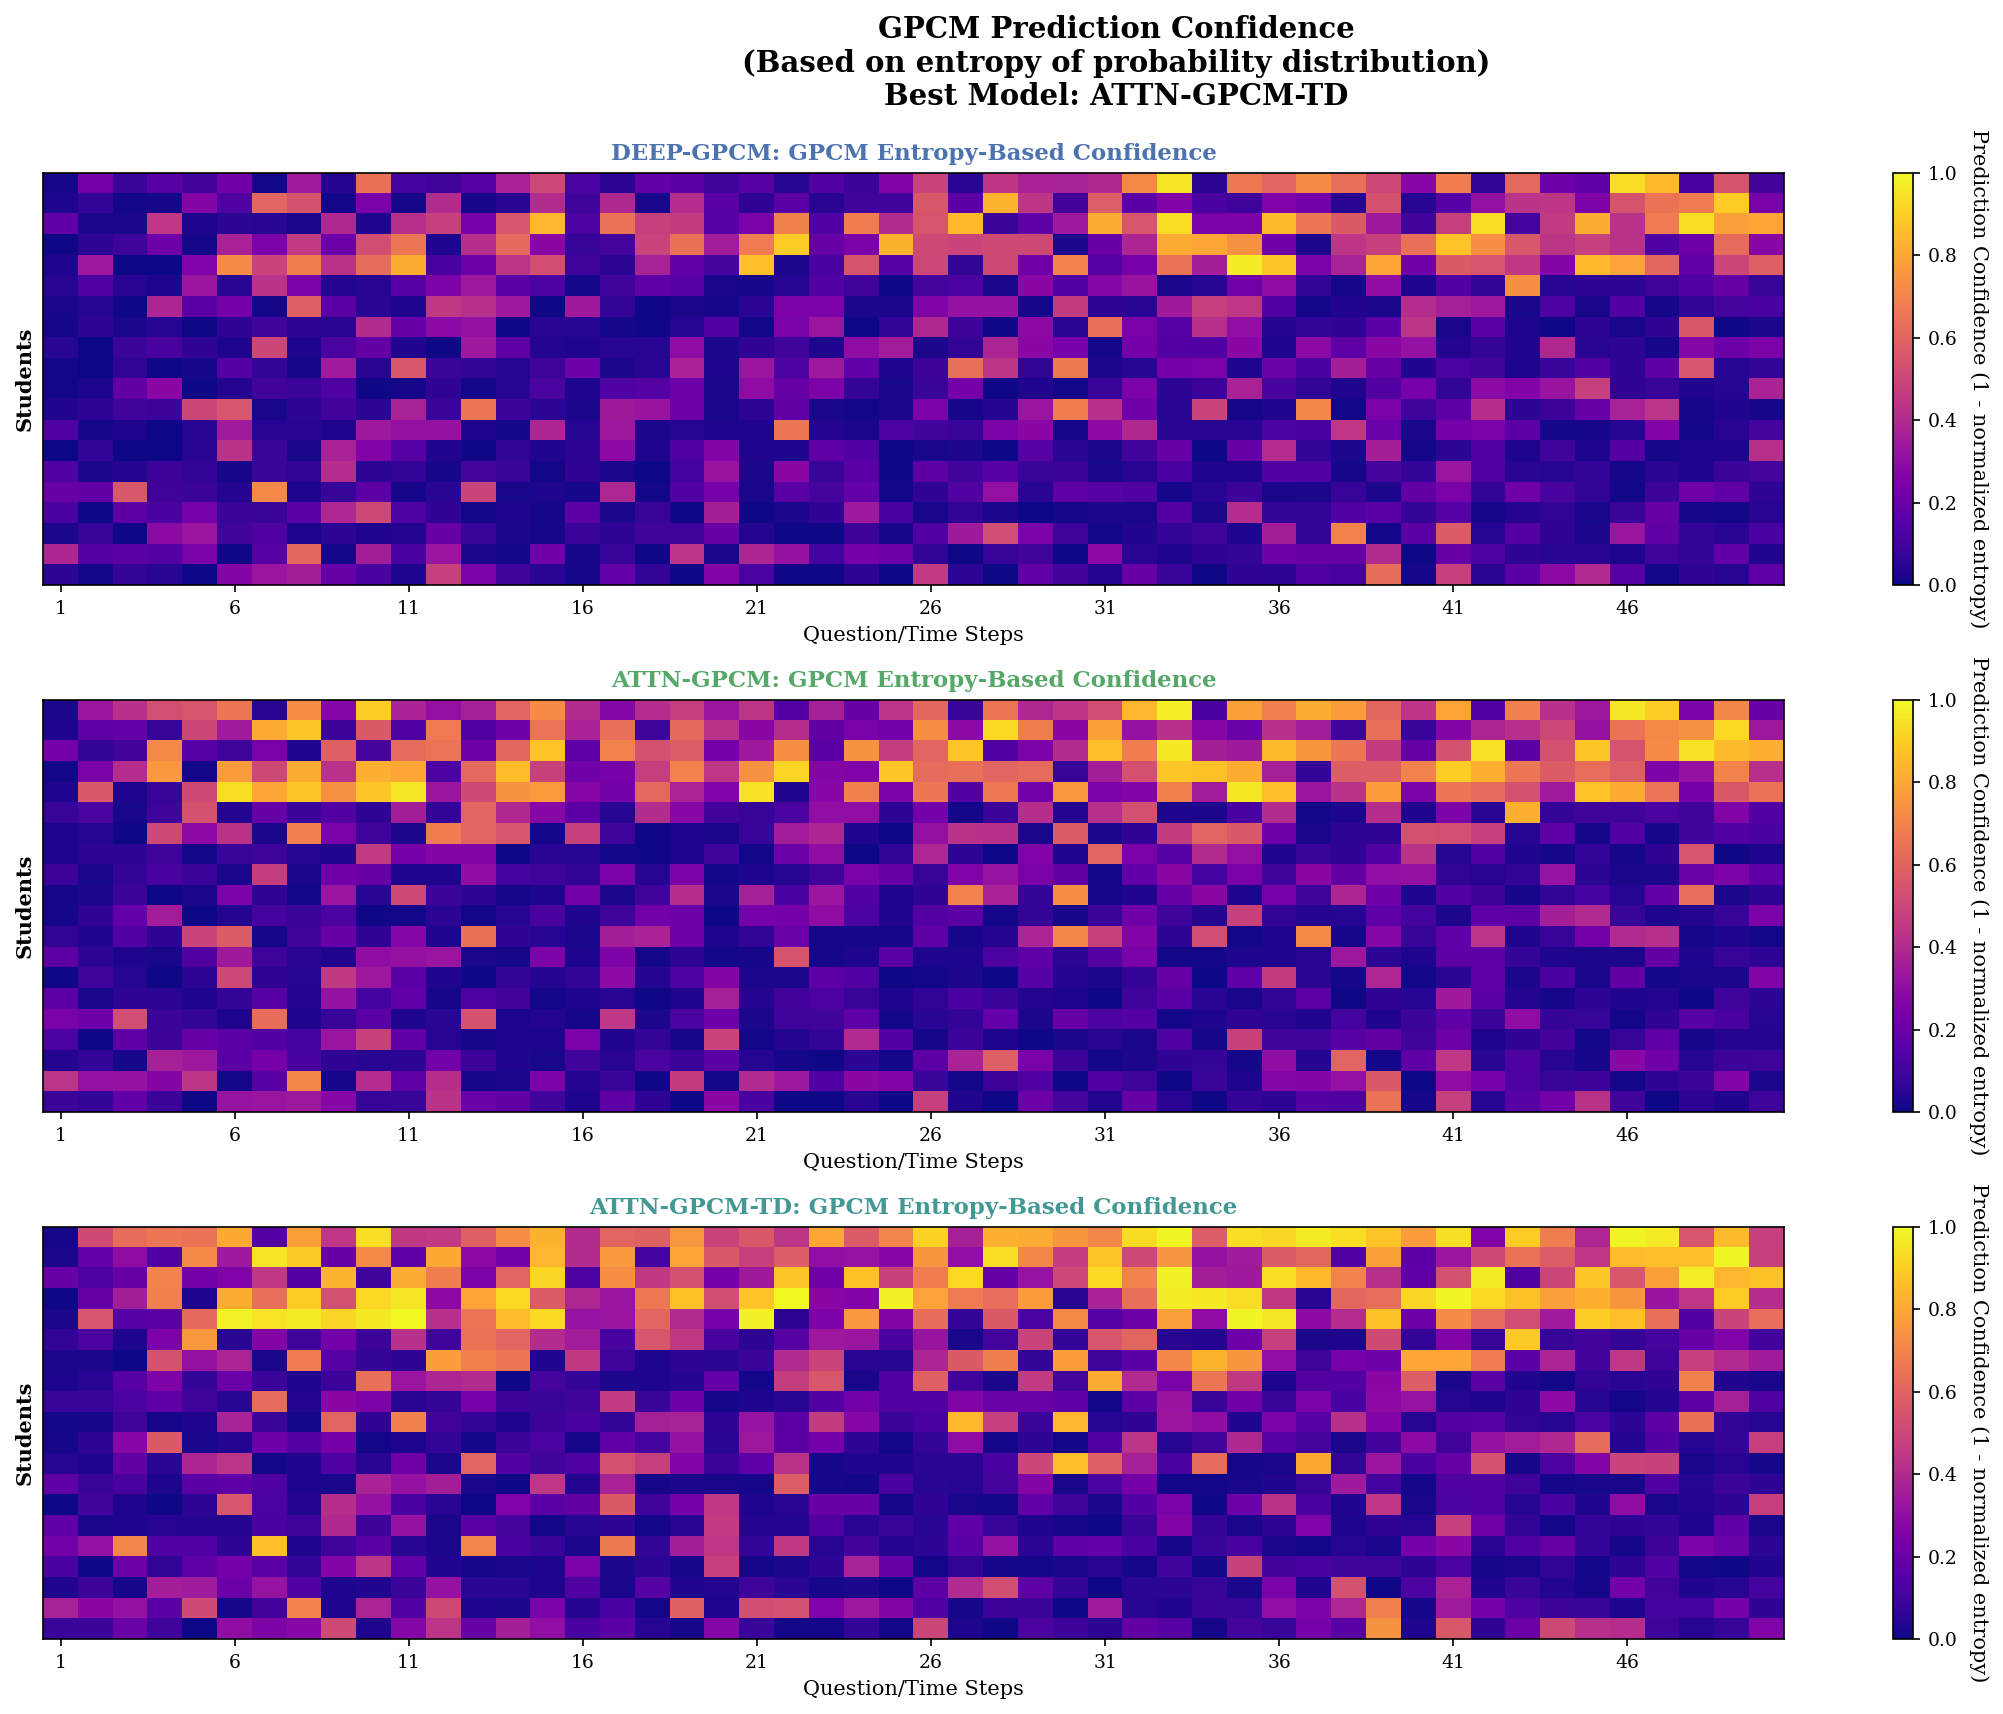 GPCM Prediction Confidence
(Based on entropy of probability distribution)
Best Model: ATTN-GPCM-TD
DEEP-GPCM: GPCM Entropy-Based Confidence
Students
1 6 11 16 21 26 31 36 41 46
Question/Time Steps
1.0
0.8
0.6
0.4
0.2
0.0
Prediction Confidence (1 - normalized entropy)
ATTN-GPCM: GPCM Entropy-Based Confidence
Students
1 6 11 16 21 26 31 36 41 46
Question/Time Steps
1.0
0.8
0.6
0.4
0.2
0.0
Prediction Confidence (1 - normalized entropy)
ATTN-GPCM-TD: GPCM Entropy-Based Confidence
Students
1 6 11 16 21 26 31 36 41 46
Question/Time Steps
1.0
0.8
0.6
0.4
0.2
0.0
Prediction Confidence (1 - normalized entropy)